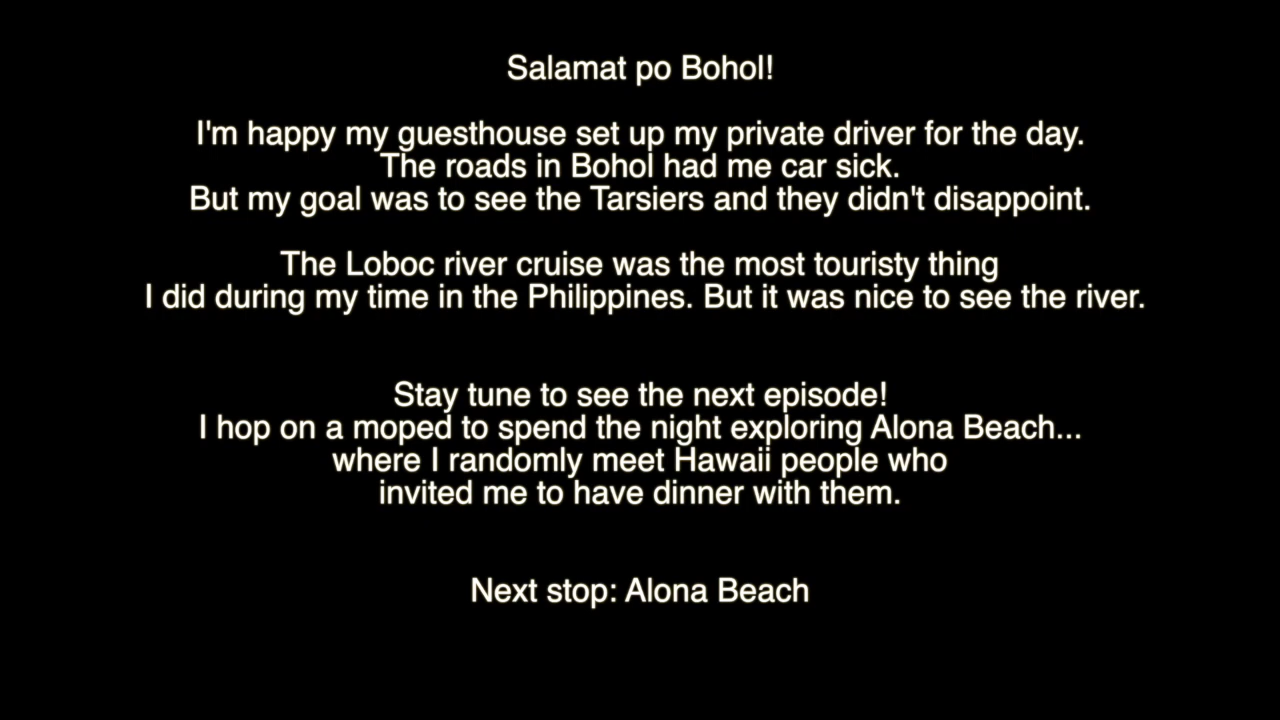 Salamat po Bohol!
I'm happy my guesthouse set up my private driver for the day.
The roads in Bohol had me car sick.
But my goal was to see the Tarsiers and they didn't disappoint.
The Loboc river cruise was the most touristy thing
I did during my time in the Philippines. But it was nice to see the river.
Stay tune to see the next episode!
I hop on a moped to spend the night exploring Alona Beach...
where I randomly meet Hawaii people who
invited me to have dinner with them.
Next stop: Alona Beach